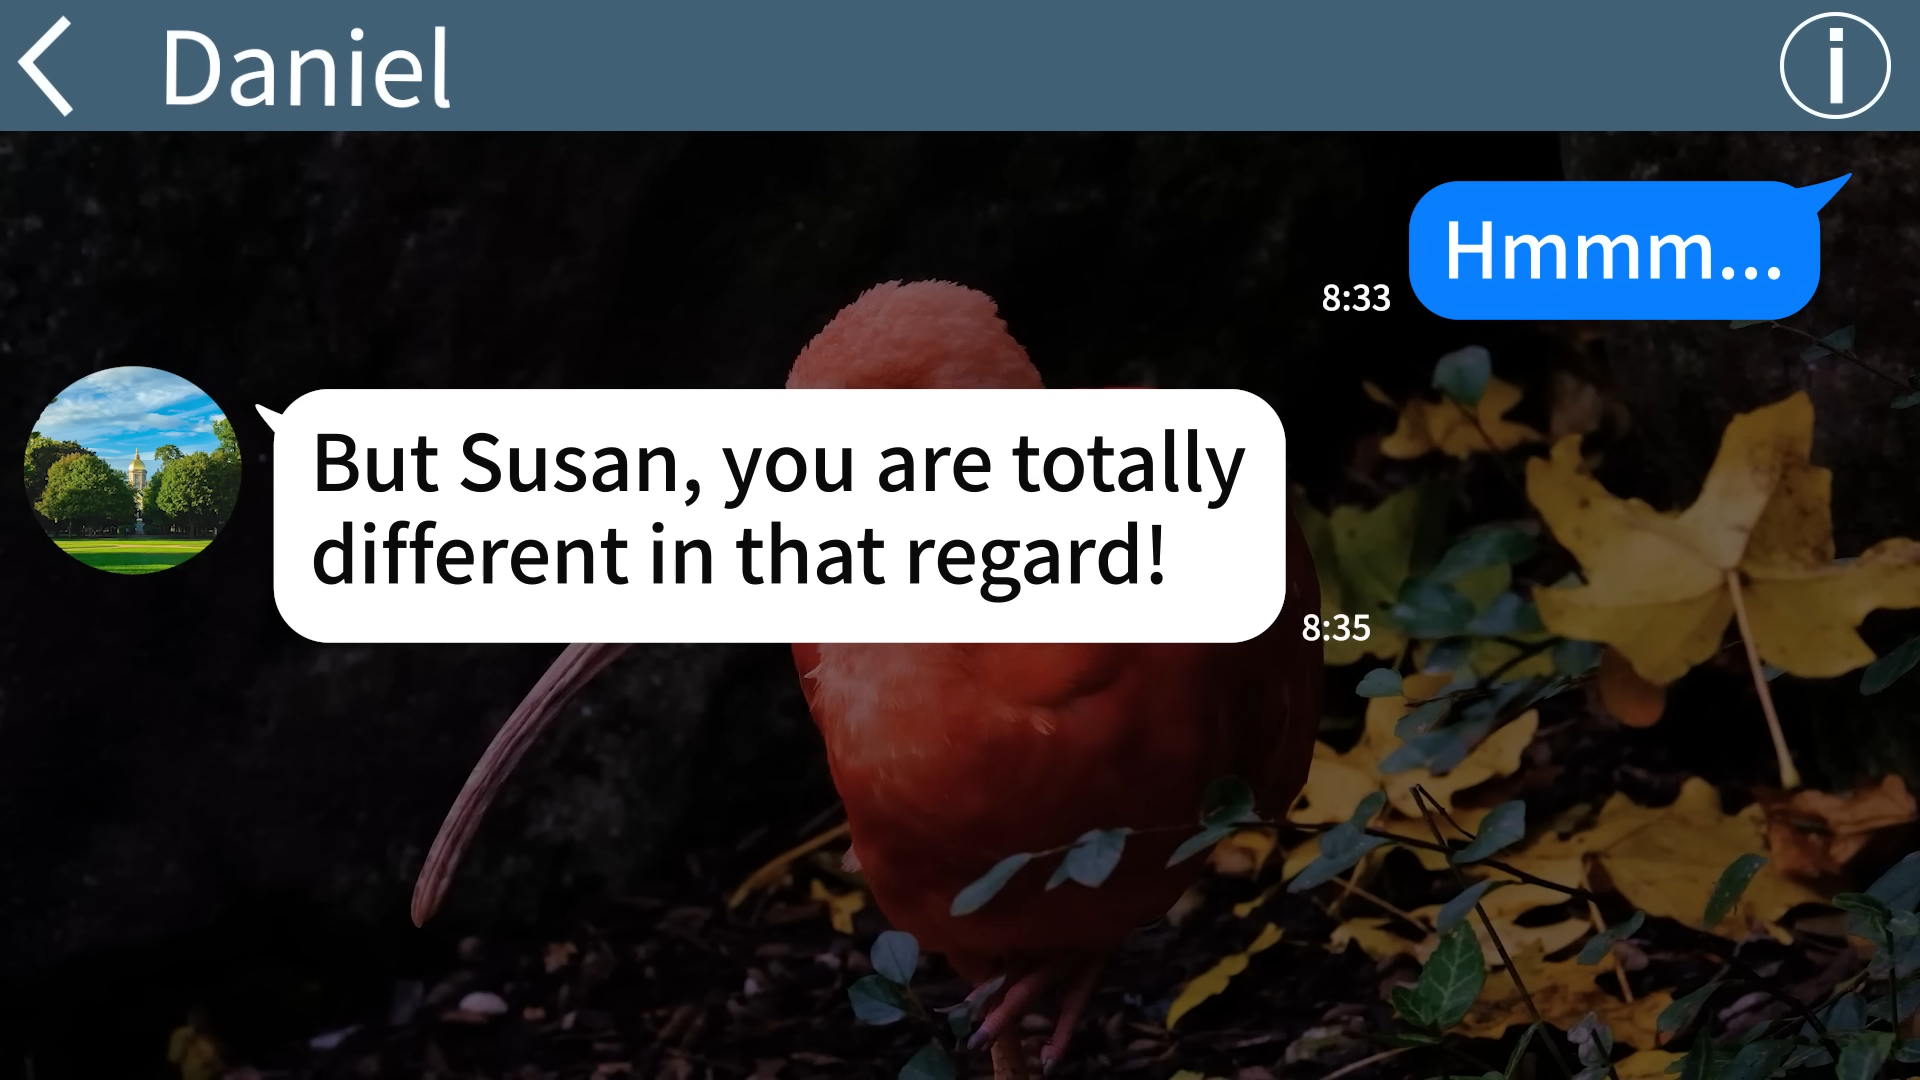 Daniel
Hmmm...
8:33
But Susan, you are totally
different in that regard!
8:35